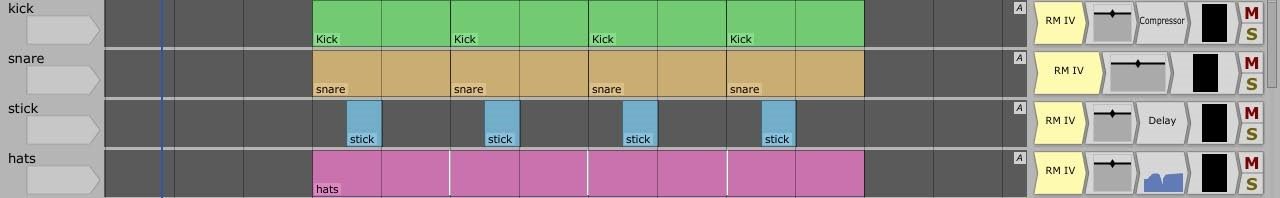 kick
Kick Kick Kick Kick
A RM IV Compressor M
S
snare
snare snare snare snare
A RM IV M
S
stick
stick stick stick stick
A RM IV Delay M
S
hats
hats
A RM IV M
S